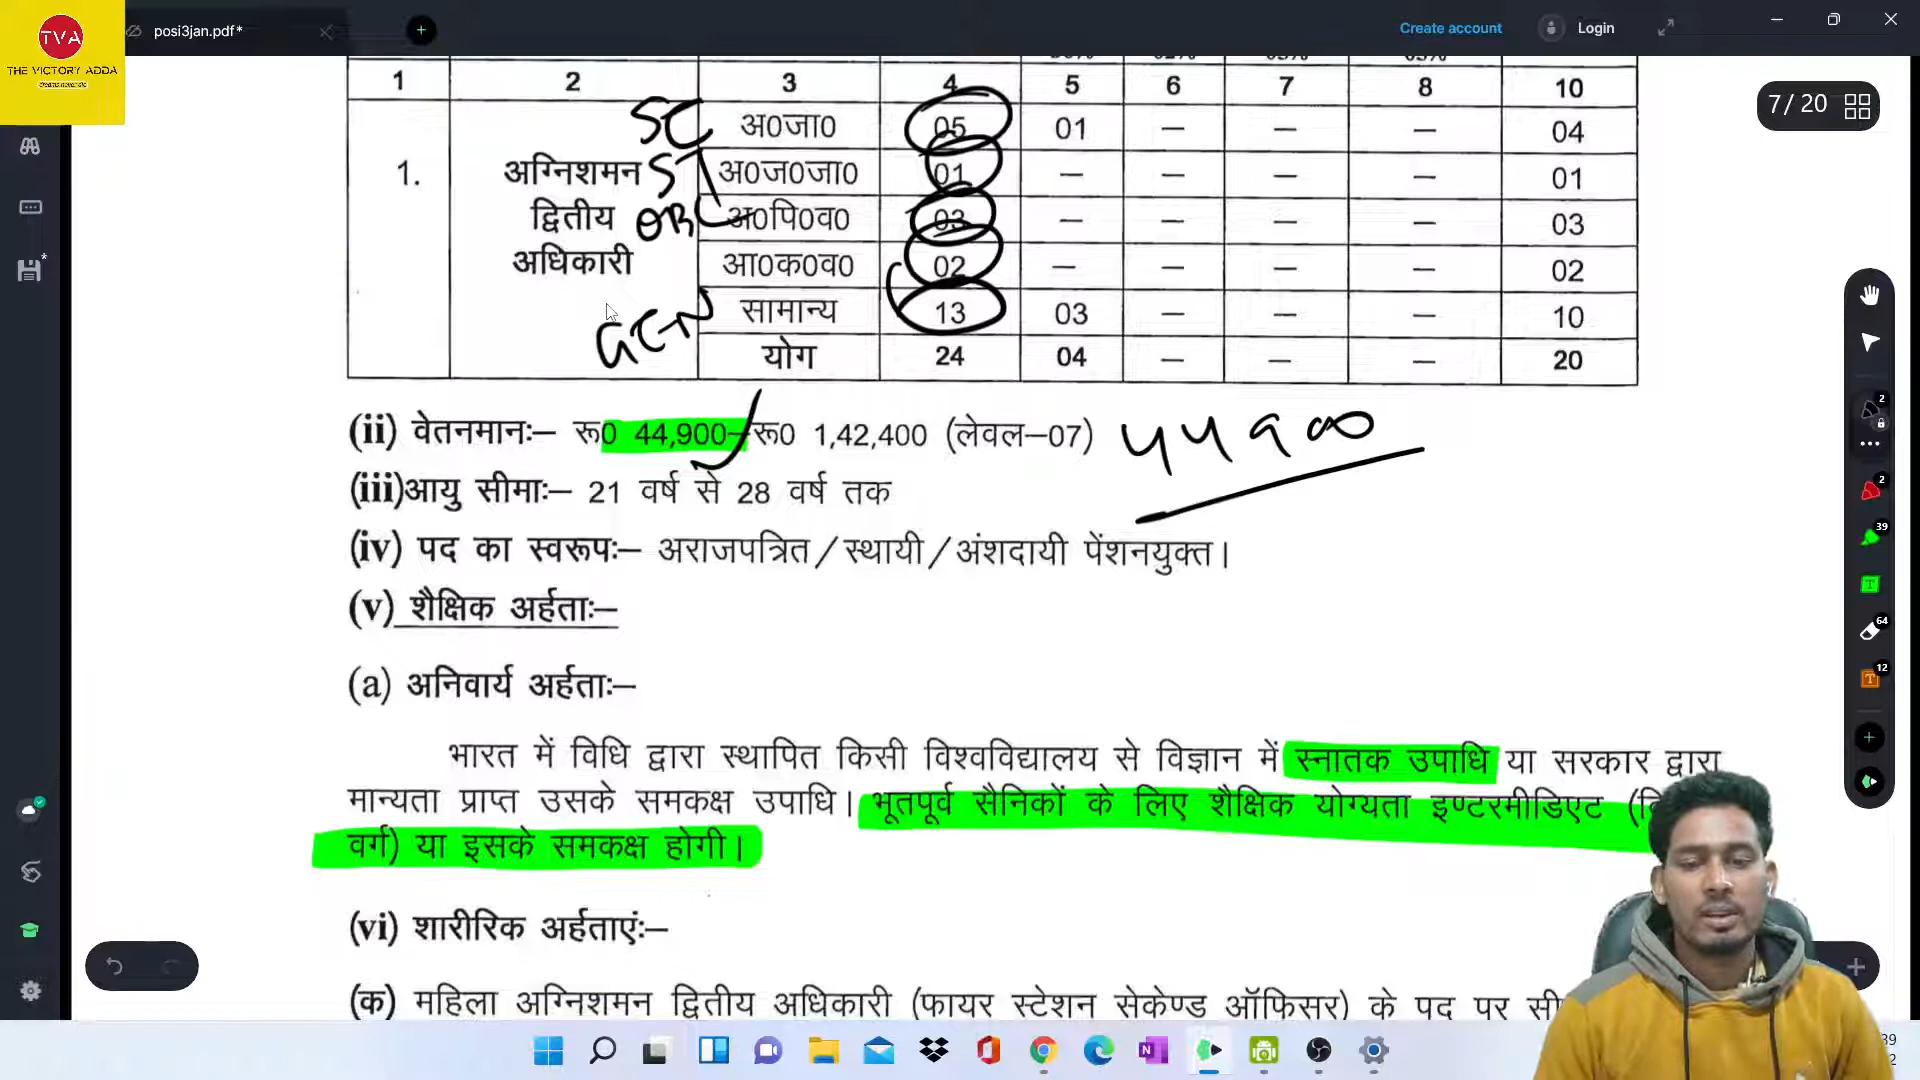 TVA
THE VICTORY ADDA
posi3jan.pdf*
Create account
Login
7/ 20
1 2 3 4 5 6 7 8 10
SC अ0जा0 05 01 — — — 04
1. अग्निशमन ST अ0ज0जा0 01 — — — — 01
द्वितीय OBC अ0पि0व0 03 — — — — 03
अधिकारी आ0क0व0 02 — — — — 02
GEN सामान्य 13 03 — — — 10
योग 24 04 — — — 20
(ii) वेतनमानः– रू0 44,900–रू0 1,42,400 (लेवल–07) 44900
(iii)आयु सीमाः– 21 वर्ष से 28 वर्ष तक
(iv) पद का स्वरूपः– अराजपत्रित/स्थायी/अंशदायी पेंशनयुक्त।
(v) शैक्षिक अर्हताः–
(a) अनिवार्य अर्हताः–
भारत में विधि द्वारा स्थापित किसी विश्वविद्यालय से विज्ञान में स्नातक उपाधि या सरकार द्वारा
मान्यता प्राप्त उसके समकक्ष उपाधि। भूतपूर्व सैनिकों के लिए शैक्षिक योग्यता इण्टरमीडिएट
वर्ग) या इसके समकक्ष होगी।
(vi) शारीरिक अर्हताएंः–
(क) महिला अग्निशमन द्वितीय अधिकारी (फायर स्टेशन सेकेण्ड ऑफिसर) के पद पर
2
2
39
64
12